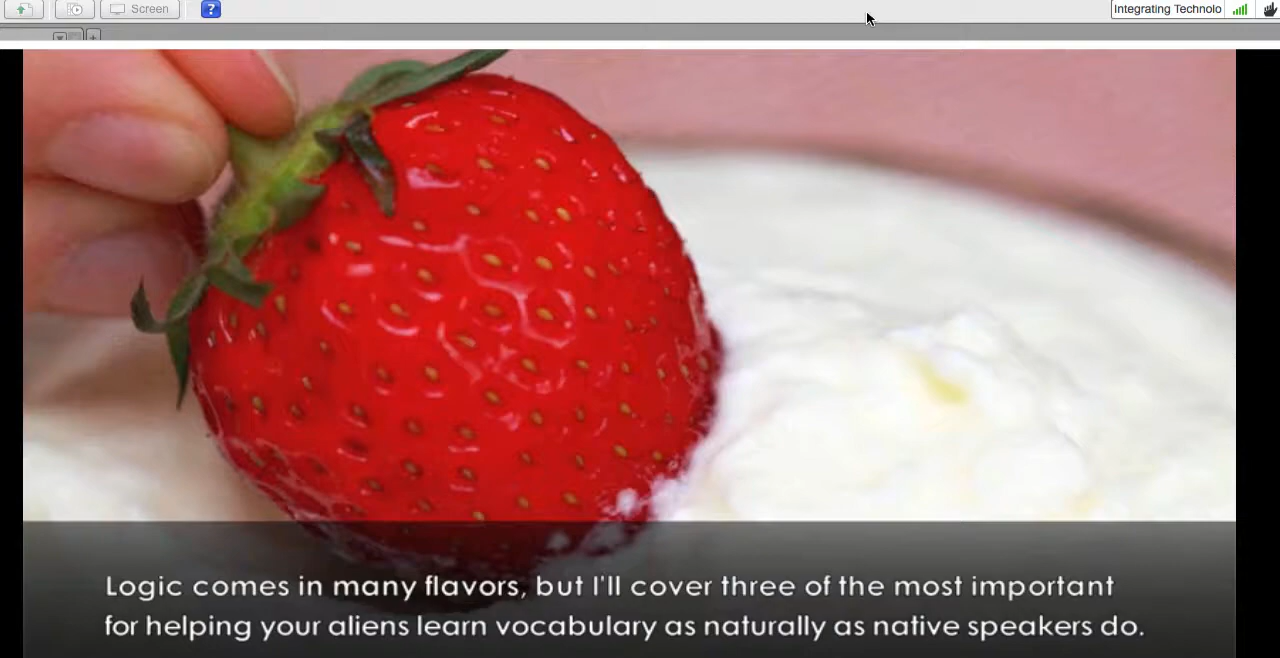 Screen
?
Integrating Technolo
+
Logic comes in many flavors, but I'll cover three of the most important
for helping your aliens learn vocabulary as naturally as native speakers do.